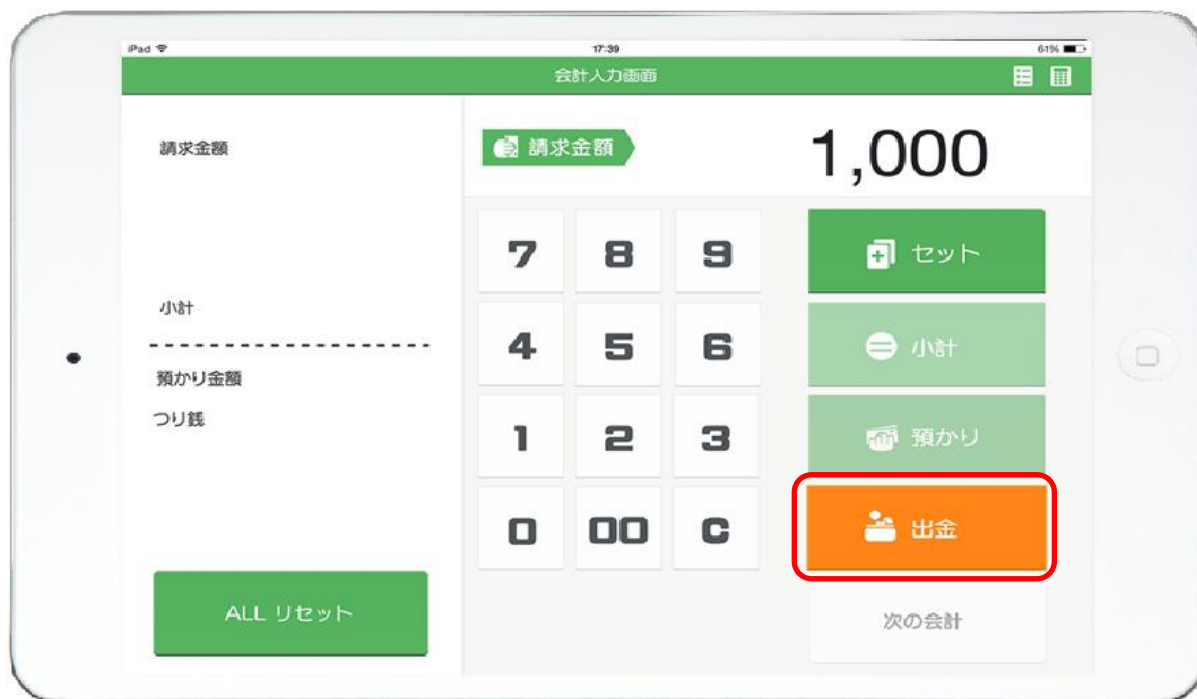 iPad 17:39 61%
会計入力画面
請求金額
請求金額 1,000
7 8 9 セット
小計
4 5 6 小計
預かり金額
つり銭
1 2 3 預かり
0 00 C 出金
ALL リセット
次の会計